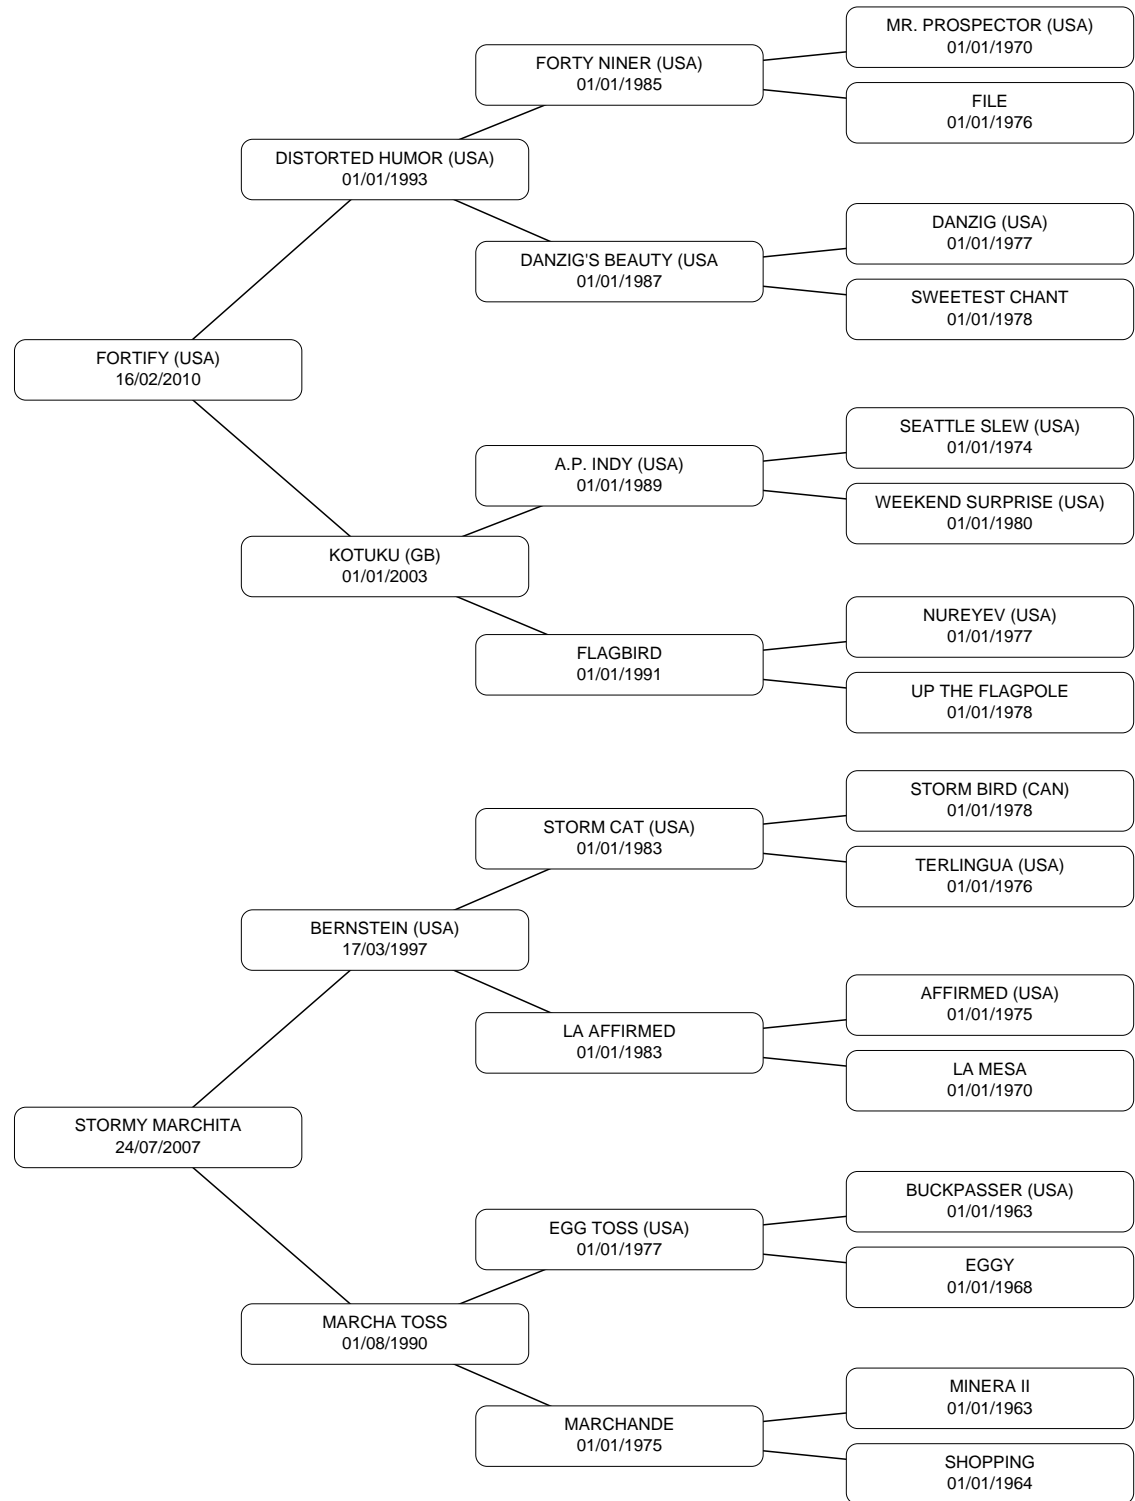 MR. PROSPECTOR (USA)
01/01/1970
FORTY NINER (USA)
01/01/1985
FILE
01/01/1976
DISTORTED HUMOR (USA)
01/01/1993
DANZIG (USA)
01/01/1977
DANZIG'S BEAUTY (USA
01/01/1987
SWEETEST CHANT
01/01/1978
FORTIFY (USA)
16/02/2010
SEATTLE SLEW (USA)
01/01/1974
A.P. INDY (USA)
01/01/1989
WEEKEND SURPRISE (USA)
01/01/1980
KOTUKU (GB)
01/01/2003
NUREYEV (USA)
01/01/1977
FLAGBIRD
01/01/1991
UP THE FLAGPOLE
01/01/1978
STORM BIRD (CAN)
01/01/1978
STORM CAT (USA)
01/01/1983
TERLINGUA (USA)
01/01/1976
BERNSTEIN (USA)
17/03/1997
AFFIRMED (USA)
01/01/1975
LA AFFIRMED
01/01/1983
LA MESA
01/01/1970
STORMY MARCHITA
24/07/2007
BUCKPASSER (USA)
01/01/1963
EGG TOSS (USA)
01/01/1977
EGGY
01/01/1968
MARCHA TOSS
01/08/1990
MINERA II
01/01/1963
MARCHANDE
01/01/1975
SHOPPING
01/01/1964